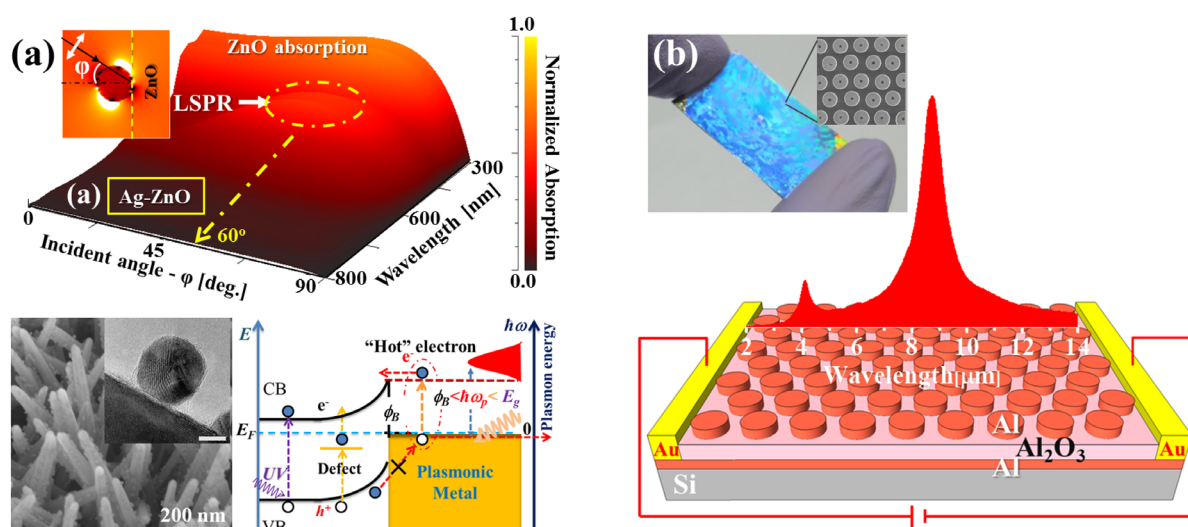 (a)
φ
ZnO
ZnO absorption
LSPR
(a)
Ag-ZnO
0
45
90
60°
Incident angle - φ [deg.]
300
600
800
Wavelength [nm]
1.0
0.0
Normalized Absorption
200 nm
E
ħω
"Hot" electron
e-
CB
e-
ϕB
ϕB<ħωp< Eg
EF
0
UV
Defect
h+
Plasmonic
Metal
VB
Plasmon energy
(b)
2 4 6 8 10 12 14
Wavelength[μm]
Al
Au
Au
Al2O3
Al
Si